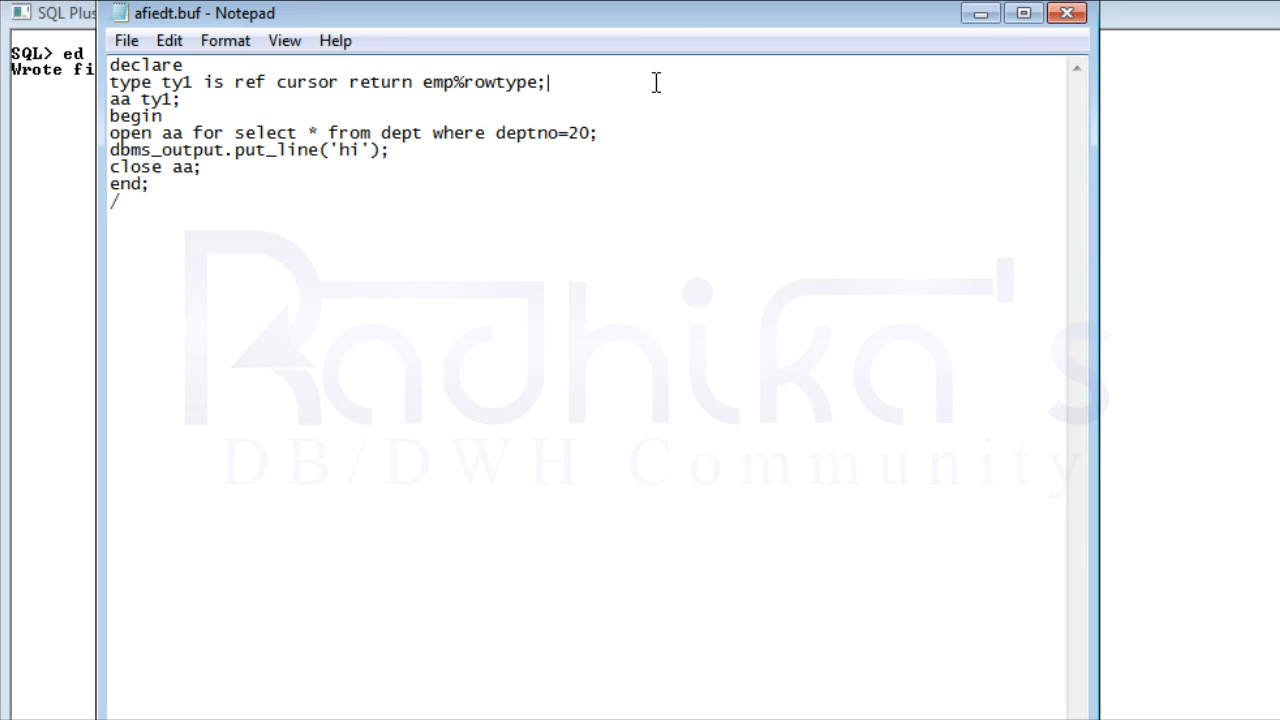 SQL Plus
afiedt.buf - Notepad
File Edit Format View Help
SQL> ed
Wrote fi
declare
type ty1 is ref cursor return emp%rowtype;
aa ty1;
begin
open aa for select * from dept where deptno=20;
dbms_output.put_line('hi');
close aa;
end;
/
Radhika's
DB/DWH Community